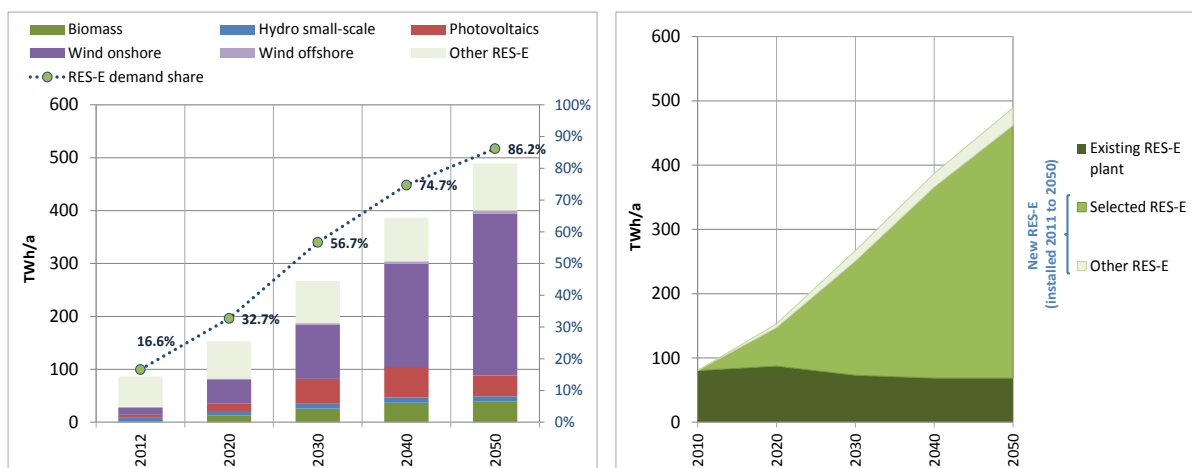 Biomass
Hydro small-scale
Photovoltaics
Wind onshore
Wind offshore
Other RES-E
RES-E demand share
600
500
400
300
200
100
0
TWh/a
100%
90%
80%
70%
60%
50%
40%
30%
20%
10%
0%
16.6%
32.7%
56.7%
74.7%
86.2%
2012
2020
2030
2040
2050
600
500
400
300
200
100
0
TWh/a
2010
2020
2030
2040
2050
Existing RES-E
plant
Selected RES-E
Other RES-E
New RES-E
(installed 2011 to 2050)